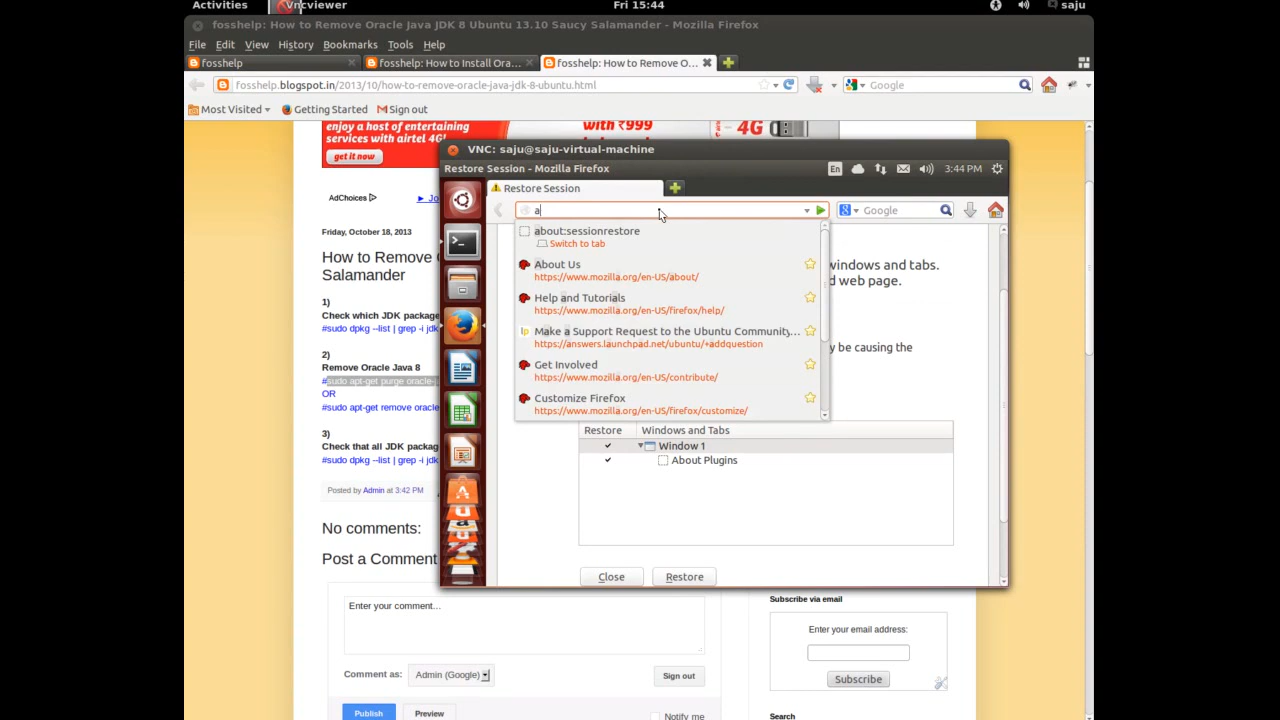 Activities
Vncviewer
Fri 15:44
saju
fosshelp: How to Remove Oracle Java JDK 8 Ubuntu 13.10 Saucy Salamander - Mozilla Firefox
File Edit View History Bookmarks Tools Help
fosshelp
fosshelp: How to Install Ora...
fosshelp: How to Remove O...
fosshelp.blogspot.in/2013/10/how-to-remove-oracle-java-jdk-8-ubuntu.html
Google
Most Visited
Getting Started
Sign out
enjoy a host of entertaining
services with airtel 4G!
get it now
with ₹999
4G
AdChoices
► Jo
Friday, October 18, 2013
How to Remove O
Salamander
1)
Check which JDK package
#sudo dpkg --list | grep -i jdk
2)
Remove Oracle Java 8
#sudo apt-get purge oracle-j
OR
#sudo apt-get remove oracle
3)
Check that all JDK packag
#sudo dpkg --list | grep -i jdk
Posted by Admin at 3:42 PM
No comments:
Post a Comment
Enter your comment...
Comment as:
Admin (Google)
Sign out
Publish
Preview
Notify me
VNC: saju@saju-virtual-machine
Restore Session - Mozilla Firefox
En
3:44 PM
Restore Session
a
Google
about:sessionrestore
Switch to tab
About Us
https://www.mozilla.org/en-US/about/
Help and Tutorials
https://www.mozilla.org/en-US/firefox/help/
Make a Support Request to the Ubuntu Community...
https://answers.launchpad.net/ubuntu/+addquestion
Get Involved
https://www.mozilla.org/en-US/contribute/
Customize Firefox
https://www.mozilla.org/en-US/firefox/customize/
windows and tabs.
d web page.
y be causing the
Restore
Windows and Tabs
Window 1
About Plugins
Close
Restore
Subscribe via email
Enter your email address:
Subscribe
Search